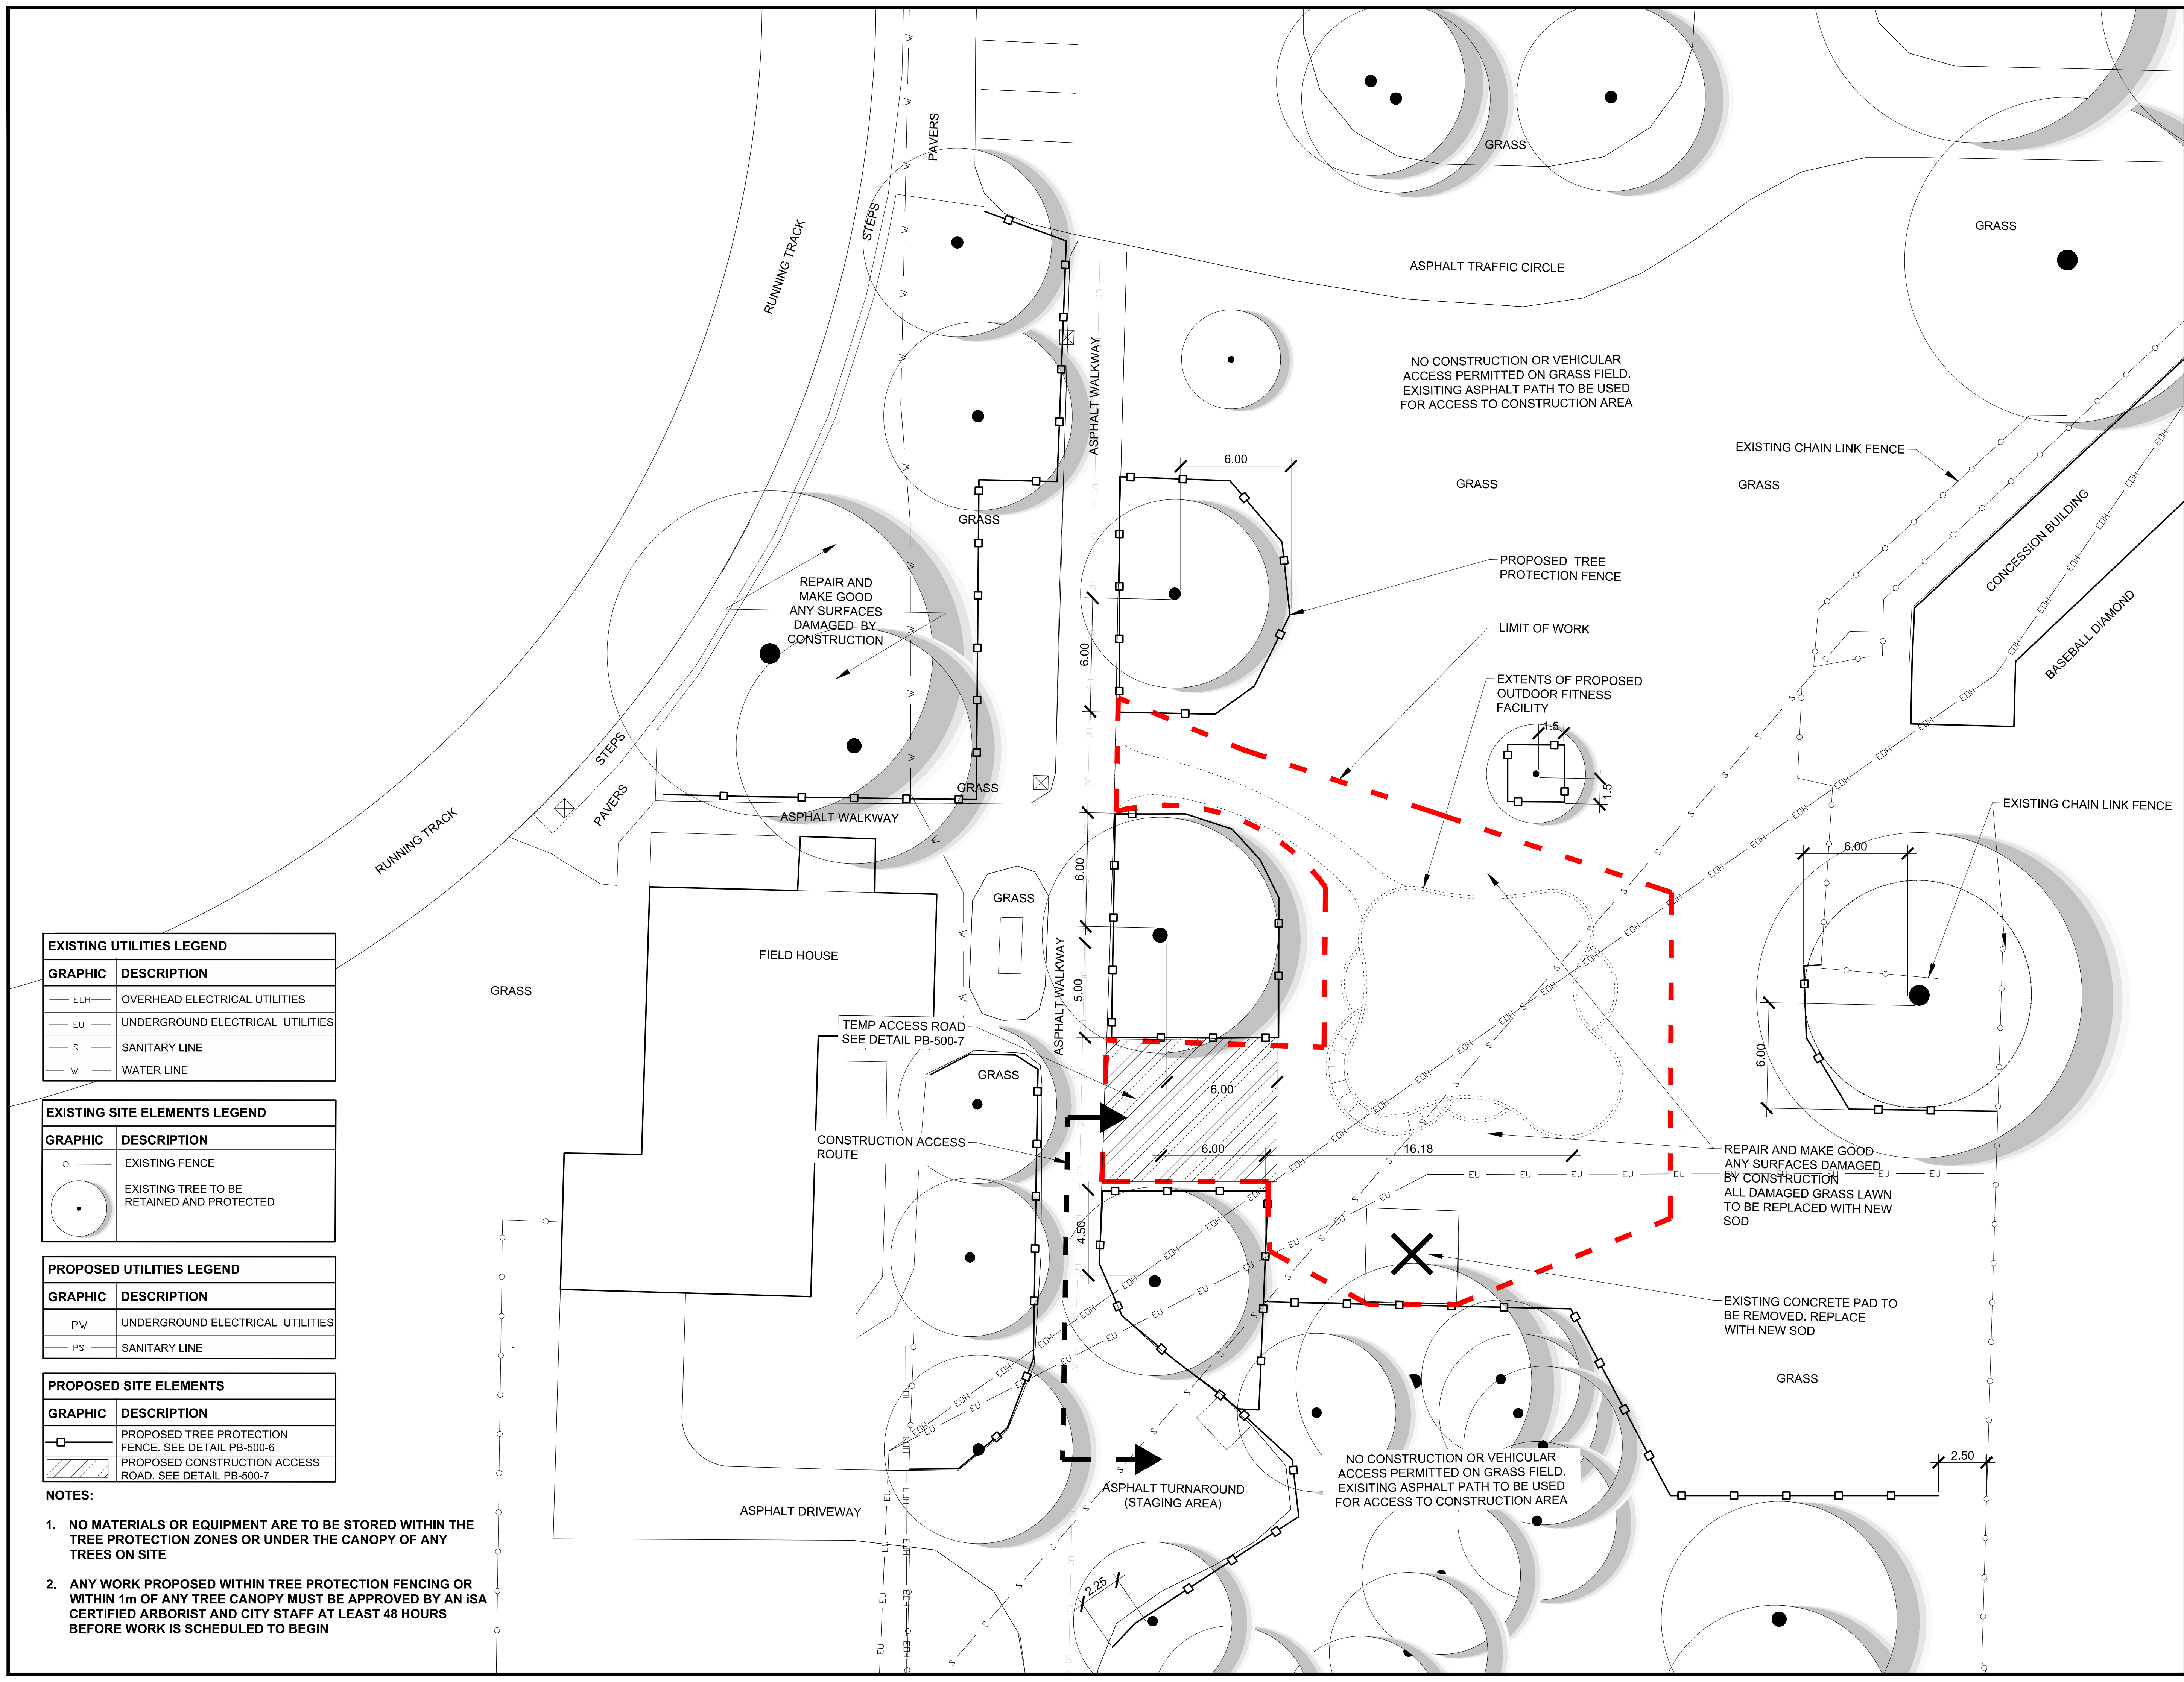 PAVERS
STEPS
RUNNING TRACK
GRASS
GRASS
ASPHALT TRAFFIC CIRCLE
ASPHALT WALKWAY
NO CONSTRUCTION OR VEHICULAR
ACCESS PERMITTED ON GRASS FIELD.
EXISITING ASPHALT PATH TO BE USED
FOR ACCESS TO CONSTRUCTION AREA
EXISTING CHAIN LINK FENCE
6.00
GRASS
GRASS
GRASS
CONCESSION BUILDING
BASEBALL DIAMOND
REPAIR AND
MAKE GOOD
ANY SURFACES
DAMAGED BY
CONSTRUCTION
PROPOSED TREE
PROTECTION FENCE
LIMIT OF WORK
6.00
EXTENTS OF PROPOSED
OUTDOOR FITNESS
FACILITY
1.5
1.5
STEPS
PAVERS
RUNNING TRACK
GRASS
ASPHALT WALKWAY
EXISTING CHAIN LINK FENCE
6.00
6.00
GRASS
FIELD HOUSE
ASPHALT WALKWAY
5.00
GRASS
TEMP ACCESS ROAD
SEE DETAIL PB-500-7
GRASS
6.00
6.00
CONSTRUCTION ACCESS
ROUTE
6.00
16.18
4.50
REPAIR AND MAKE GOOD
ANY SURFACES DAMAGED
BY CONSTRUCTION
ALL DAMAGED GRASS LAWN
TO BE REPLACED WITH NEW
SOD
EXISTING CONCRETE PAD TO
BE REMOVED. REPLACE
WITH NEW SOD
GRASS
NO CONSTRUCTION OR VEHICULAR
ACCESS PERMITTED ON GRASS FIELD.
EXISITING ASPHALT PATH TO BE USED
FOR ACCESS TO CONSTRUCTION AREA
2.50
ASPHALT TURNAROUND
(STAGING AREA)
ASPHALT DRIVEWAY
2.25
EXISTING UTILITIES LEGEND
GRAPHIC DESCRIPTION
EOH OVERHEAD ELECTRICAL UTILITIES
EU UNDERGROUND ELECTRICAL UTILITIES
S SANITARY LINE
W WATER LINE
EXISTING SITE ELEMENTS LEGEND
GRAPHIC DESCRIPTION
EXISTING FENCE
EXISTING TREE TO BE
RETAINED AND PROTECTED
PROPOSED UTILITIES LEGEND
GRAPHIC DESCRIPTION
PW UNDERGROUND ELECTRICAL UTILITIES
PS SANITARY LINE
PROPOSED SITE ELEMENTS
GRAPHIC DESCRIPTION
PROPOSED TREE PROTECTION
FENCE. SEE DETAIL PB-500-6
PROPOSED CONSTRUCTION ACCESS
ROAD. SEE DETAIL PB-500-7
NOTES:
1. NO MATERIALS OR EQUIPMENT ARE TO BE STORED WITHIN THE
TREE PROTECTION ZONES OR UNDER THE CANOPY OF ANY
TREES ON SITE
2. ANY WORK PROPOSED WITHIN TREE PROTECTION FENCING OR
WITHIN 1m OF ANY TREE CANOPY MUST BE APPROVED BY AN iSA
CERTIFIED ARBORIST AND CITY STAFF AT LEAST 48 HOURS
BEFORE WORK IS SCHEDULED TO BEGIN